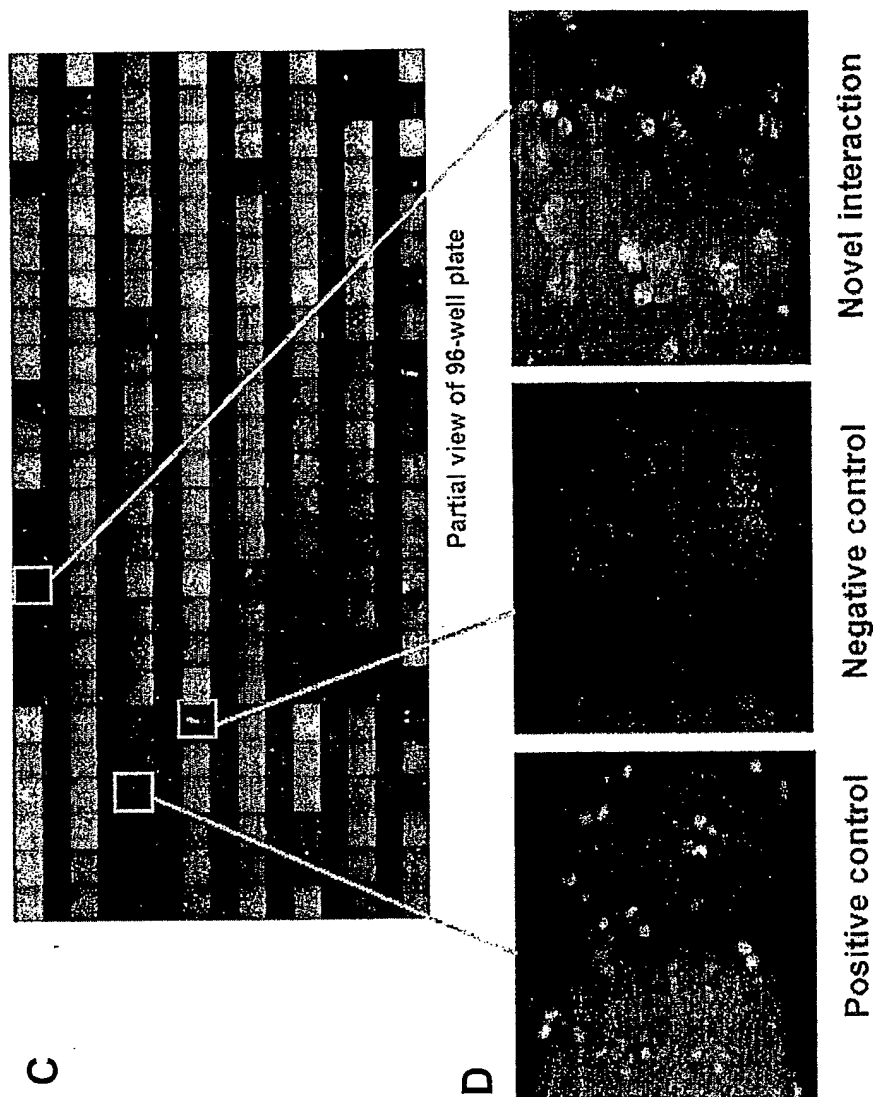 C
Partial view of 96-well plate
D
Positive control
Negative control
Novel interaction